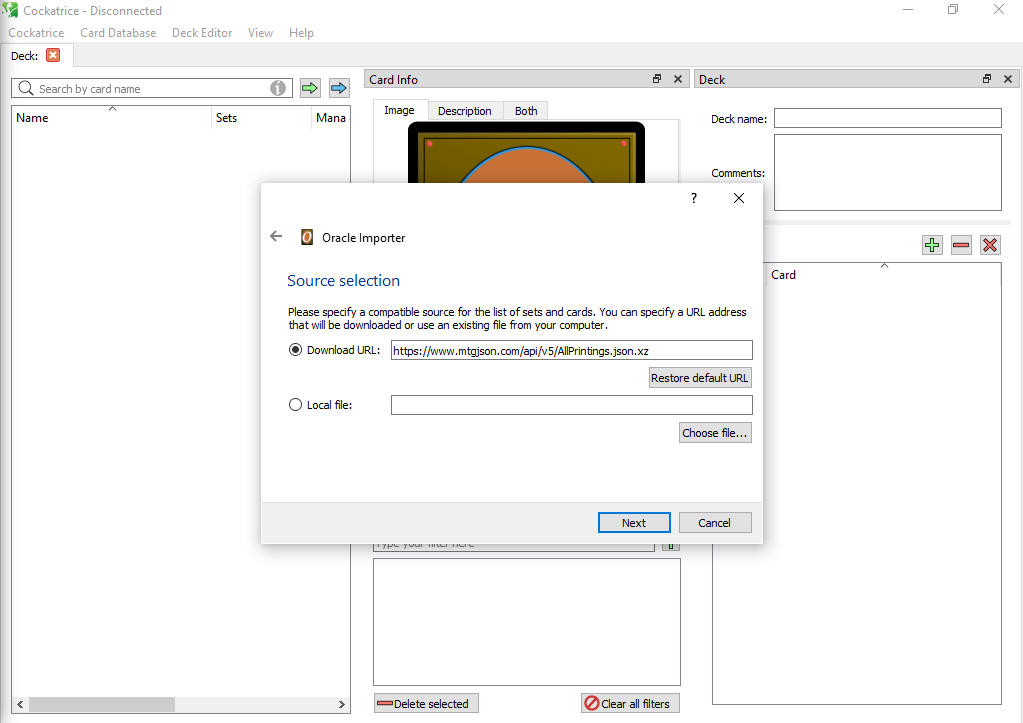 Cockatrice - Disconnected
Cockatrice Card Database Deck Editor View Help
Deck:
Search by card name
Name Sets Mana
Card Info
Image Description Both
Deck
Deck name:
Comments:
Card
?
Oracle Importer
Source selection
Please specify a compatible source for the list of sets and cards. You can specify a URL address
that will be downloaded or use an existing file from your computer.
Download URL: https://www.mtgjson.com/api/v5/AllPrintings.json.xz
Restore default URL
Local file:
Choose file...
Next Cancel
Type your filter here
Delete selected Clear all filters